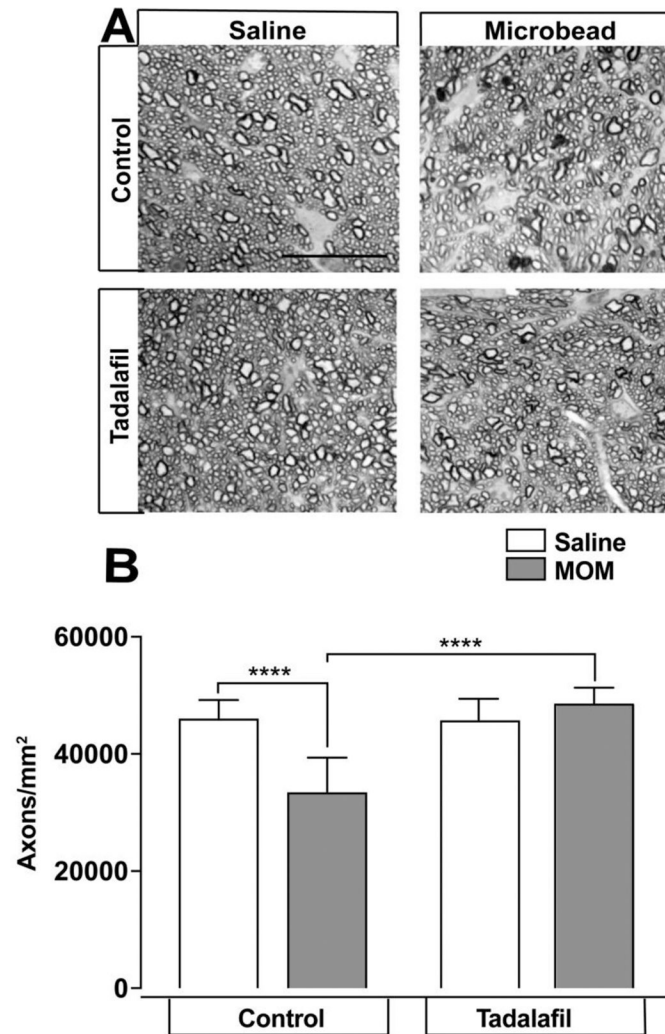 A
Saline
Microbead
Control
Tadalafil
Saline
MOM
B
60000
40000
20000
0
Axons/mm²
****
****
Control
Tadalafil